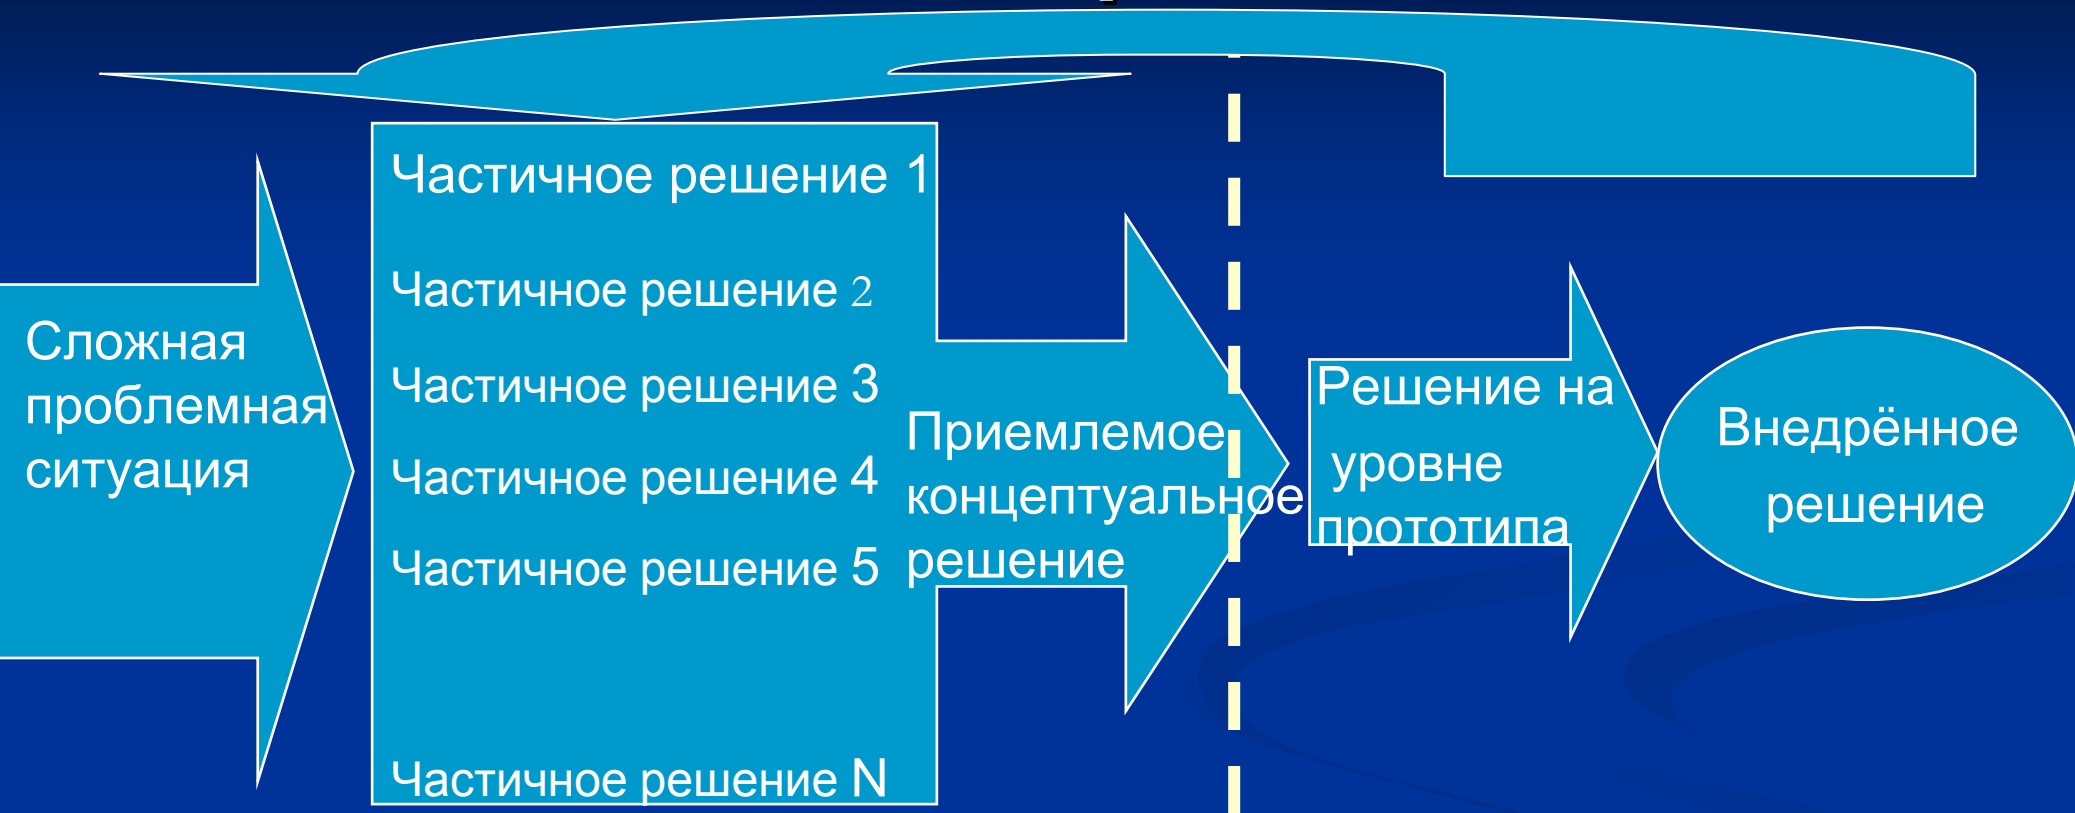 Сложная
проблемная
ситуация
Частичное решение 1
Частичное решение 2
Частичное решение 3
Частичное решение 4
Частичное решение 5
Частичное решение N
Приемлемое
концептуальное
решение
Решение на
уровне
прототипа
Внедрённое
решение